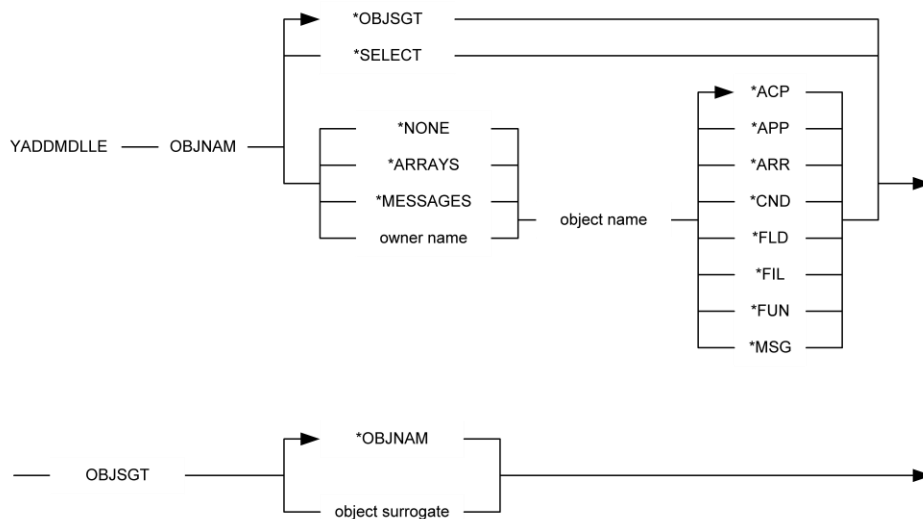 *OBJSGT
*SELECT
*ACP
*NONE
*APP
YADDMDLLE
OBJNAM
*ARRAYS
*ARR
*MESSAGES
*CND
object name
owner name
*FLD
*FIL
*FUN
*MSG
*OBJNAM
OBJSGT
object surrogate